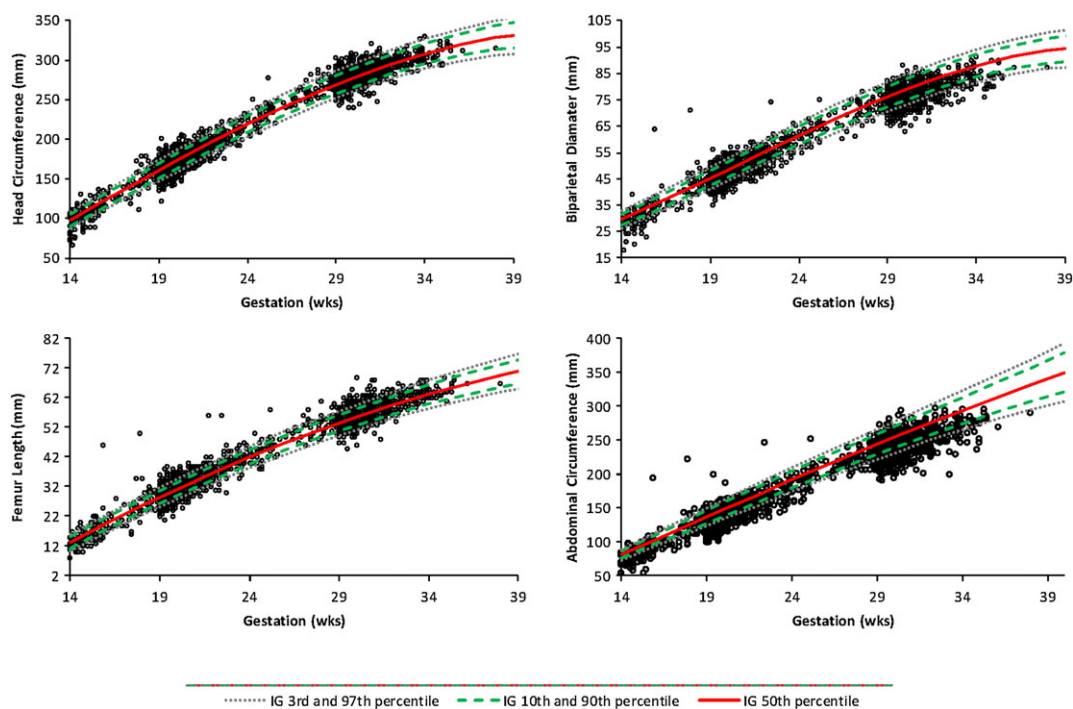 350
300
250
200
150
100
50
Head Circumference (mm)
14 19 24 29 34 39
Gestation (wks)
105
95
85
75
65
55
45
35
25
15
Biparietal Diamater (mm)
14 19 24 29 34 39
Gestation (wks)
82
72
62
52
42
32
22
12
2
Femur Length (mm)
14 19 24 29 34 39
Gestation (wks)
400
350
300
250
200
150
100
50
Abdominal Circumference (mm)
14 19 24 29 34 39
Gestation (wks)
IG 3rd and 97th percentile IG 10th and 90th percentile IG 50th percentile